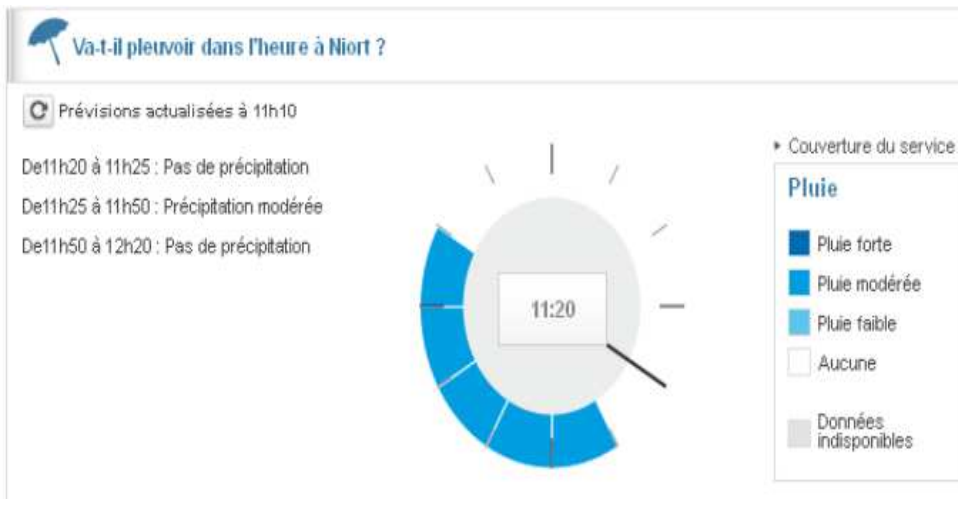 Va-t-il pleuvoir dans l'heure à Niort ?
Prévisions actualisées à 11h10
De11h20 à 11h25 : Pas de précipitation
De11h25 à 11h50 : Précipitation modérée
De11h50 à 12h20 : Pas de précipitation
11:20
Couverture du service
Pluie
Pluie forte
Pluie modérée
Pluie faible
Aucune
Données
indisponibles